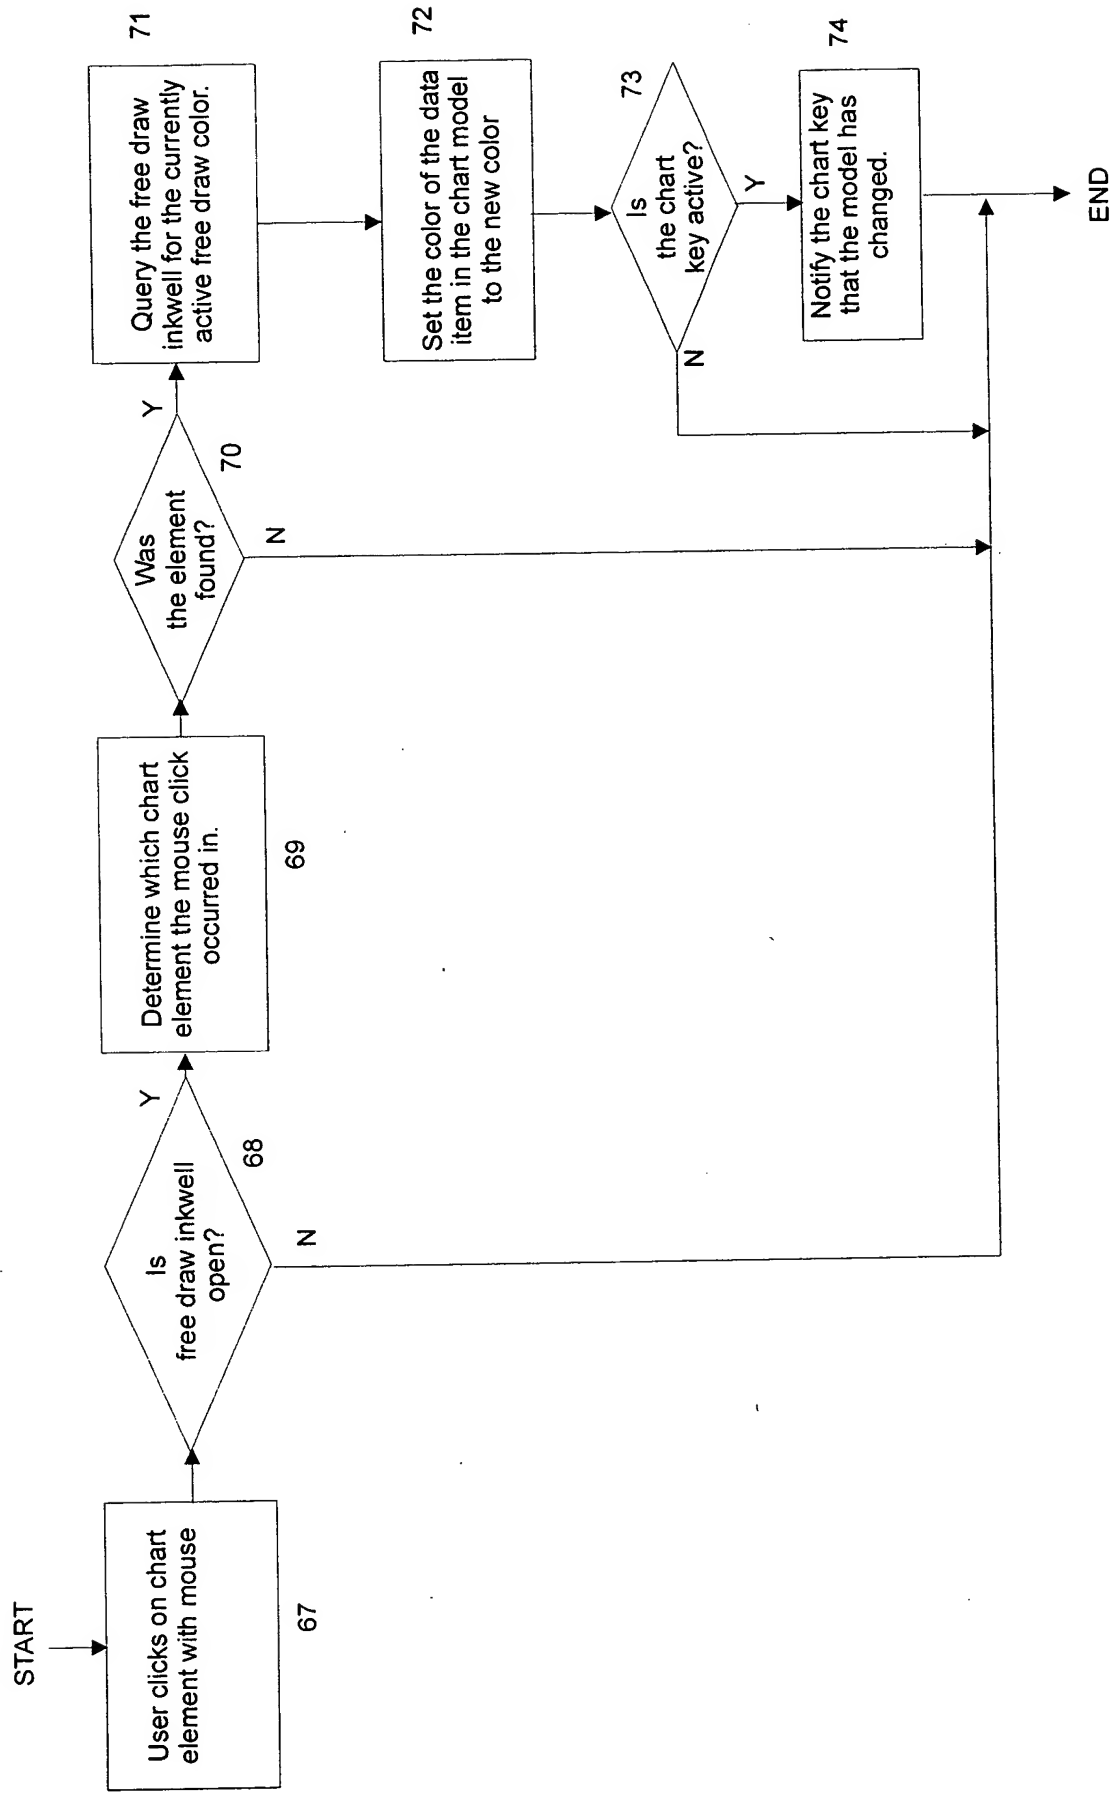 START
User clicks on chart
element with mouse
67
Is
free draw inkwell
open?
68
Y
N
Determine which chart
element the mouse click
occurred in.
69
Was
the element
found?
70
Y
N
Query the free draw
inkwell for the currently
active free draw color.
71
Set the color of the data
item in the chart model
to the new color
72
Is
the chart
key active?
73
N
Y
Notify the chart key
that the model has
changed.
74
END